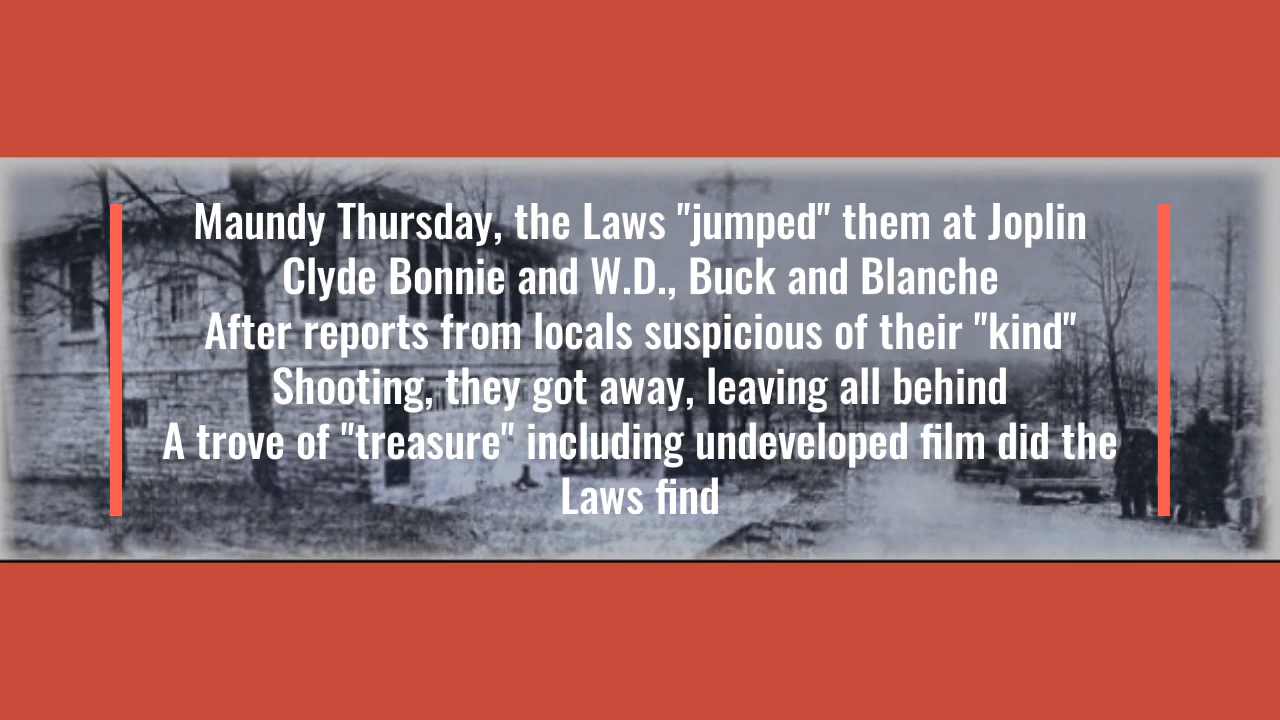 Maundy Thursday, the Laws "jumped" them at Joplin
Clyde Bonnie and W.D., Buck and Blanche
After reports from locals suspicious of their "kind"
Shooting, they got away, leaving all behind
A trove of "treasure" including undeveloped film did the
Laws find